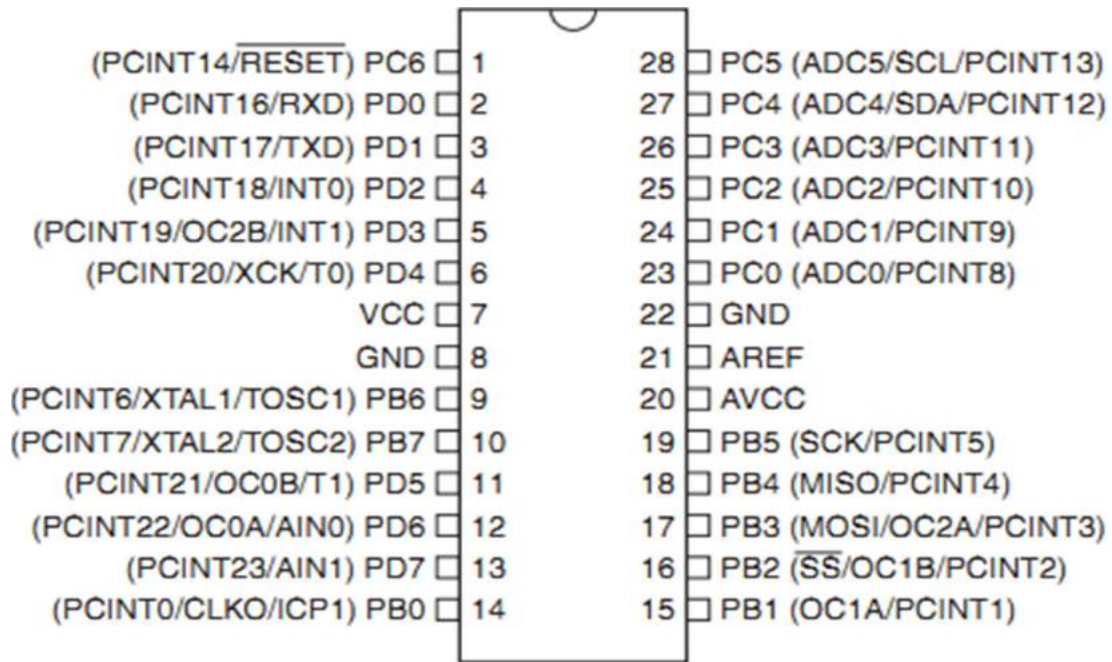 (PCINT14/RESET) PC6 1 28 PC5 (ADC5/SCL/PCINT13)
(PCINT16/RXD) PD0 2 27 PC4 (ADC4/SDA/PCINT12)
(PCINT17/TXD) PD1 3 26 PC3 (ADC3/PCINT11)
(PCINT18/INT0) PD2 4 25 PC2 (ADC2/PCINT10)
(PCINT19/OC2B/INT1) PD3 5 24 PC1 (ADC1/PCINT9)
(PCINT20/XCK/T0) PD4 6 23 PC0 (ADC0/PCINT8)
VCC 7 22 GND
GND 8 21 AREF
(PCINT6/XTAL1/TOSC1) PB6 9 20 AVCC
(PCINT7/XTAL2/TOSC2) PB7 10 19 PB5 (SCK/PCINT5)
(PCINT21/OC0B/T1) PD5 11 18 PB4 (MISO/PCINT4)
(PCINT22/OC0A/AIN0) PD6 12 17 PB3 (MOSI/OC2A/PCINT3)
(PCINT23/AIN1) PD7 13 16 PB2 (SS/OC1B/PCINT2)
(PCINT0/CLKO/ICP1) PB0 14 15 PB1 (OC1A/PCINT1)